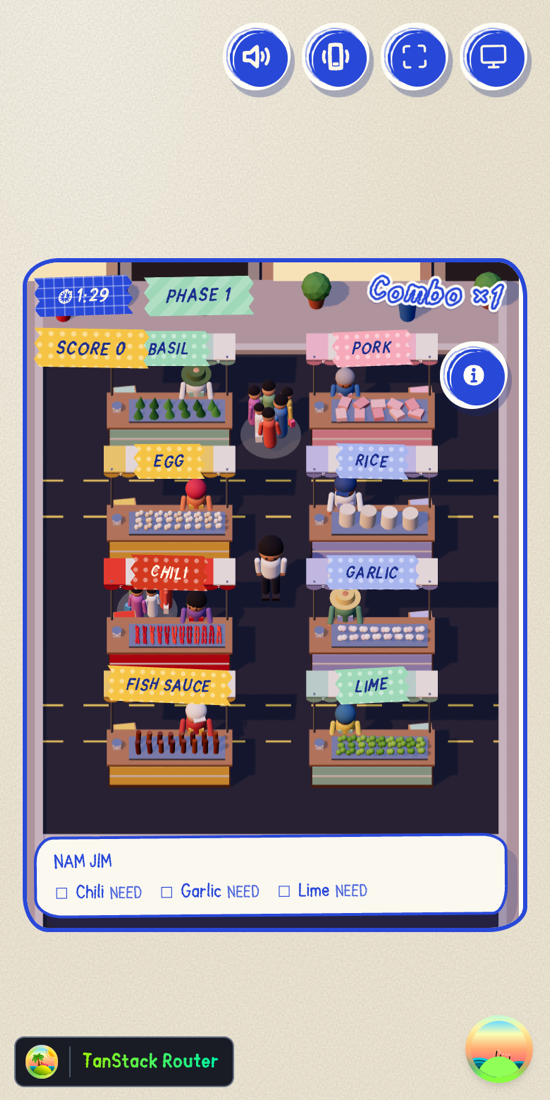 1:29
PHASE 1
Combo x1
SCORE 0
BASIL
PORK
EGG
RICE
CHILI
GARLIC
FISH SAUCE
LIME
NAM JIM
Chili NEED Garlic NEED Lime NEED
TanStack Router